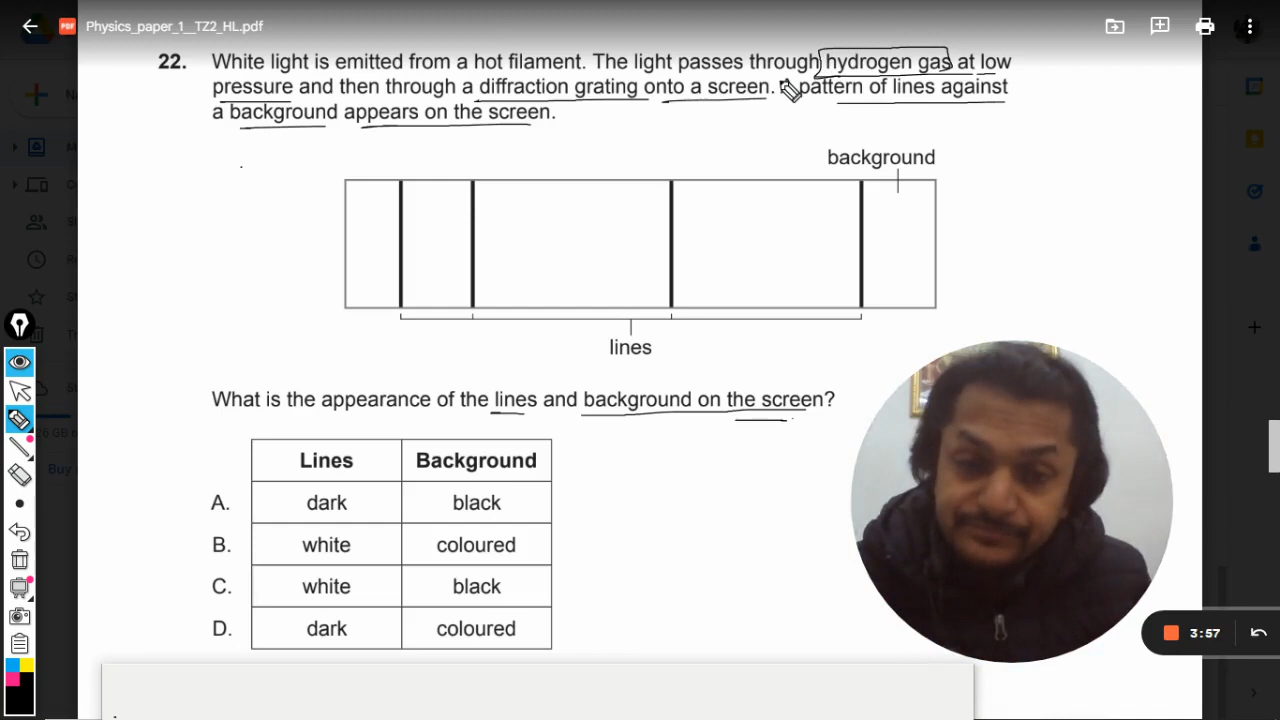 Physics_paper_1__TZ2_HL.pdf
22. White light is emitted from a hot filament. The light passes through hydrogen gas at low
pressure and then through a diffraction grating onto a screen. pattern of lines against
a background appears on the screen.
background
lines
What is the appearance of the lines and background on the screen?
Lines Background
A. dark black
B. white coloured
C. white black
D. dark coloured
Buy
3:57